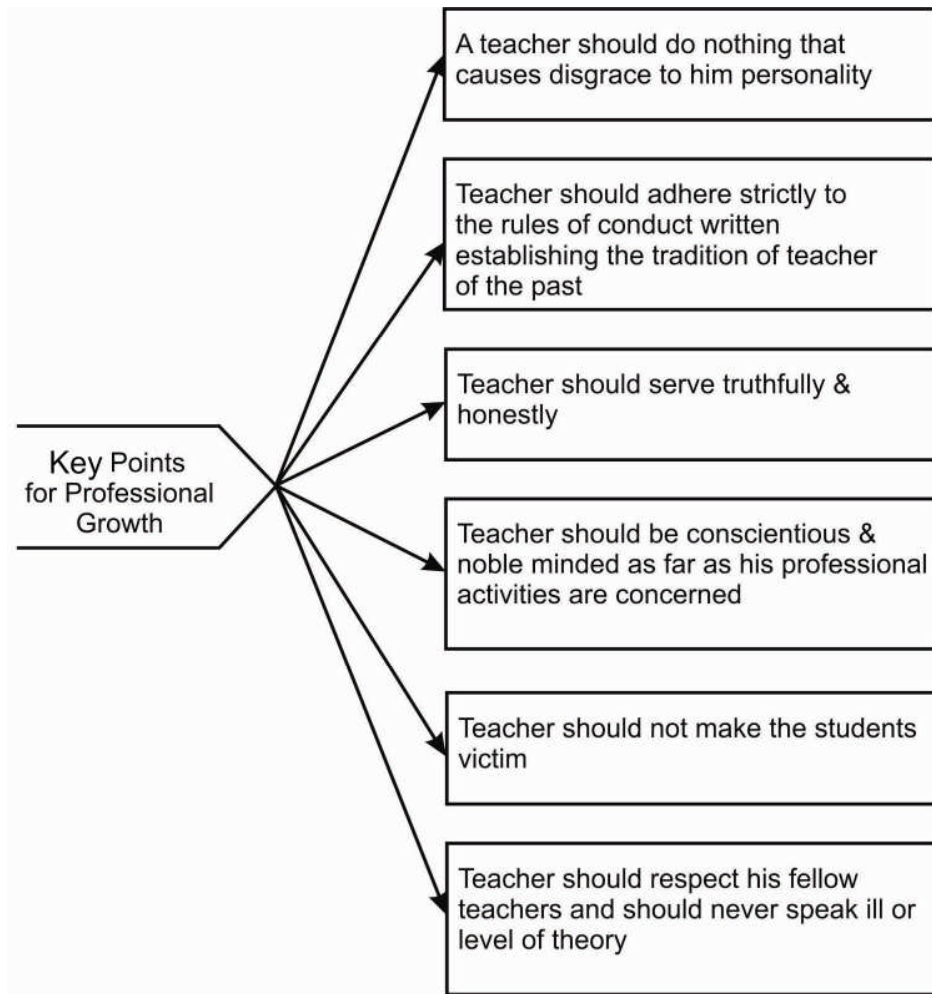 A teacher should do nothing that
causes disgrace to him personality
Teacher should adhere strictly to
the rules of conduct written
establishing the tradition of teacher
of the past
Teacher should serve truthfully &
honestly
Key Points
for Professional
Growth
Teacher should be conscientious &
noble minded as far as his professional
activities are concerned
Teacher should not make the students
victim
Teacher should respect his fellow
teachers and should never speak ill or
level of theory